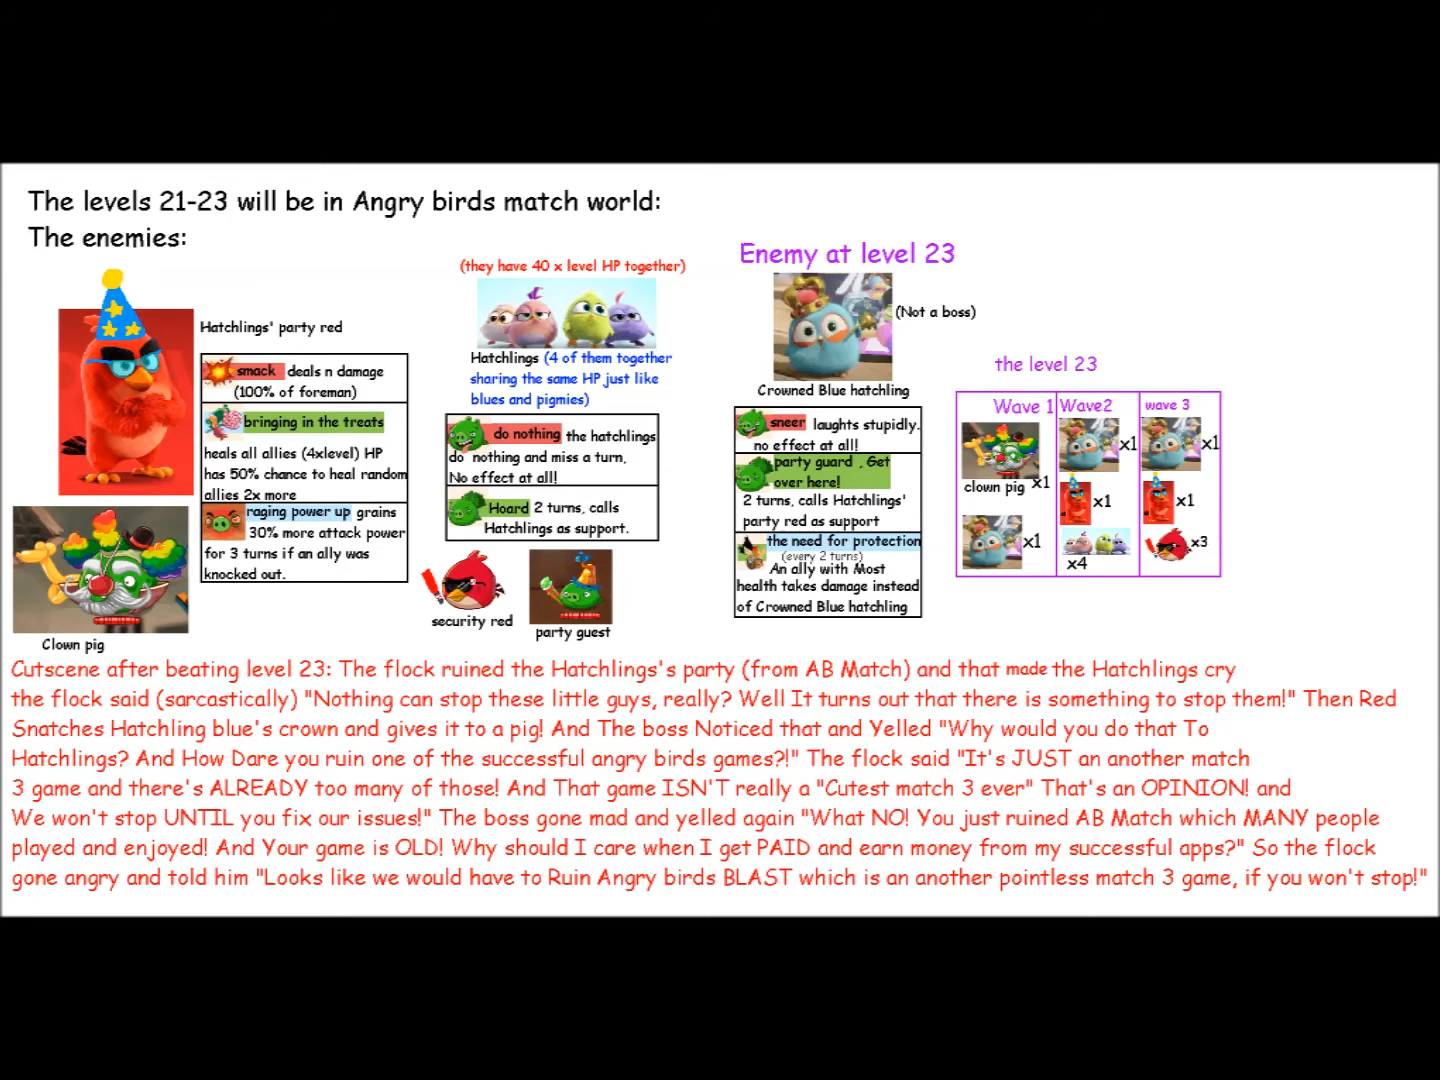 The levels 21-23 will be in Angry birds match world:
The enemies:
Hatchlings' party red
smack deals n damage
(100% of foreman)
bringing in the treats
heals all allies (4xlevel) HP
has 50% chance to heal random
allies 2x more
raging power up grains
30% more attack power
for 3 turns if an ally was
knocked out.
Clown pig
(they have 40 x level HP together)
Hatchlings (4 of them together
sharing the same HP just like
blues and pigmies)
do nothing the hatchlings
do nothing and miss a turn,
No effect at all!
Hoard 2 turns, calls
Hatchlings as support.
security red
party guest
Enemy at level 23
(Not a boss)
Crowned Blue hatchling
sneer laughts stupidly.
no effect at all!
party guard . Get
over here!
2 turns, calls Hatchlings'
party red as support
the need for protection
(every 2 turns)
An ally with Most
health takes damage instead
of Crowned Blue hatchling
the level 23
Wave 1 Wave2 wave 3
clown pig x1
x1
x1
x1
x4
x1
x1
x3
Cutscene after beating level 23: The flock ruined the Hatchlings's party (from AB Match) and that made the Hatchlings cry
the flock said (sarcastically) "Nothing can stop these little guys, really? Well It turns out that there is something to stop them!" Then Red
Snatches Hatchling blue's crown and gives it to a pig! And The boss Noticed that and Yelled "Why would you do that To
Hatchlings? And How Dare you ruin one of the successful angry birds games?!" The flock said "It's JUST an another match
3 game and there's ALREADY too many of those! And That game ISN'T really a "Cutest match 3 ever" That's an OPINION! and
We won't stop UNTIL you fix our issues!" The boss gone mad and yelled again "What NO! You just ruined AB Match which MANY people
played and enjoyed! And Your game is OLD! Why should I care when I get PAID and earn money from my successful apps?" So the flock
gone angry and told him "Looks like we would have to Ruin Angry birds BLAST which is an another pointless match 3 game, if you won't stop!"